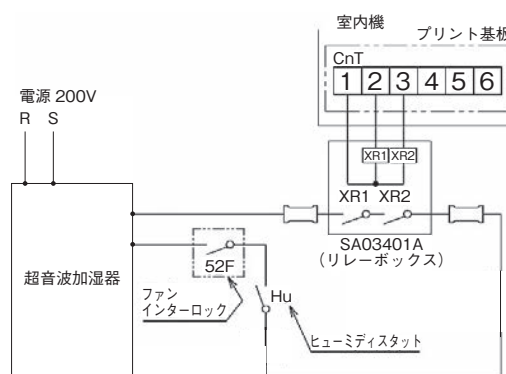 室内機
プリント基板
CnT
1 2 3 4 5 6
電源 200V
R S
XR1 XR2
XR1 XR2
SA03401A
(リレーボックス)
超音波加湿器
52F
ファン
インターロック
Hu
ヒューミディスタット